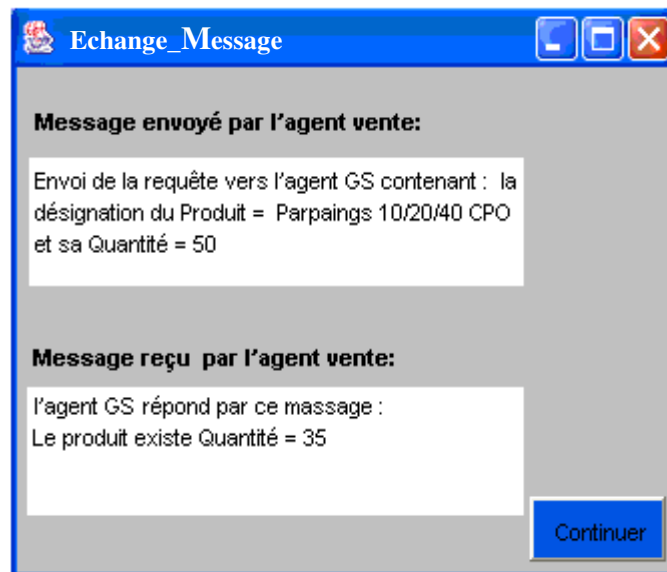 Echange_Message
Message envoyé par l'agent vente:
Envoi de la requête vers l'agent GS contenant : la
désignation du Produit = Parpaings 10/20/40 CPO
et sa Quantité = 50
Message reçu par l'agent vente:
l'agent GS répond par ce massage :
Le produit existe Quantité = 35
Continuer